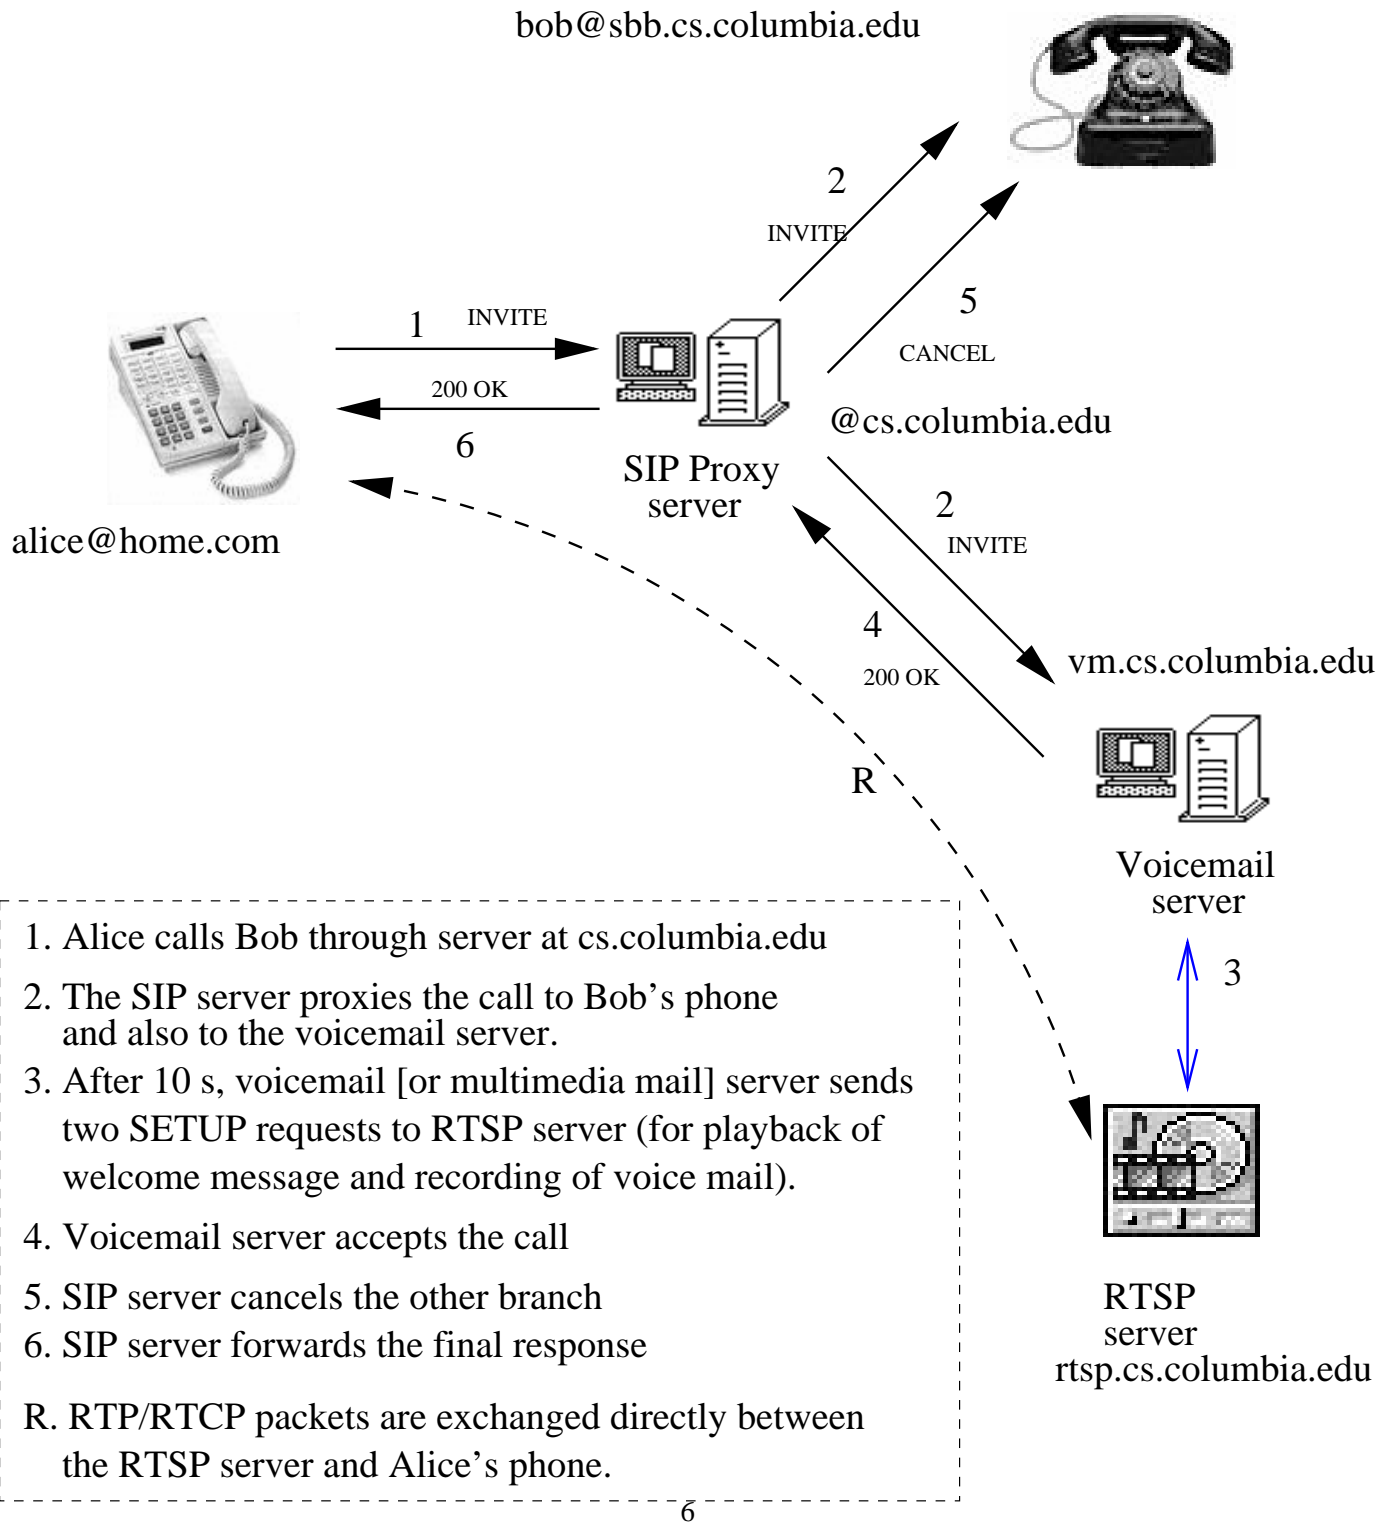 bob@sbb.cs.columbia.edu
2
INVITE
5
CANCEL
1
INVITE
200 OK
6
@cs.columbia.edu
SIP Proxy
server
alice@home.com
2
INVITE
4
200 OK
vm.cs.columbia.edu
R
Voicemail
server
3
1. Alice calls Bob through server at cs.columbia.edu
2. The SIP server proxies the call to Bob's phone
and also to the voicemail server.
3. After 10 s, voicemail [or multimedia mail] server sends
two SETUP requests to RTSP server (for playback of
welcome message and recording of voice mail).
4. Voicemail server accepts the call
5. SIP server cancels the other branch
6. SIP server forwards the final response
R. RTP/RTCP packets are exchanged directly between
the RTSP server and Alice's phone.
RTSP
server
rtsp.cs.columbia.edu
6